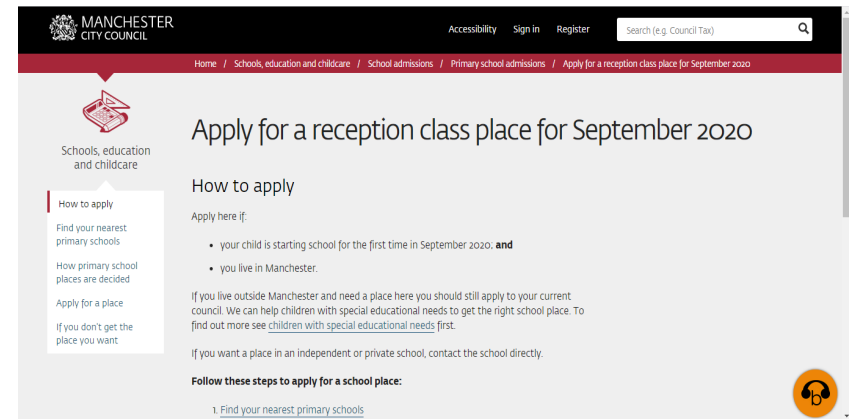 MANCHESTER
CITY COUNCIL
Accessibility Sign in Register Search (e.g. Council Tax)
Home / Schools, education and childcare / School admissions / Primary school admissions / Apply for a reception class place for September 2020
Schools, education
and childcare
How to apply
Find your nearest
primary schools
How primary school
places are decided
Apply for a place
If you don't get the
place you want
Apply for a reception class place for September 2020
How to apply
Apply here if:
• your child is starting school for the first time in September 2020; and
• you live in Manchester.
If you live outside Manchester and need a place here you should still apply to your current
council. We can help children with special educational needs to get the right school place. To
find out more see children with special educational needs first.
If you want a place in an independent or private school, contact the school directly.
Follow these steps to apply for a school place:
1. Find your nearest primary schools
b